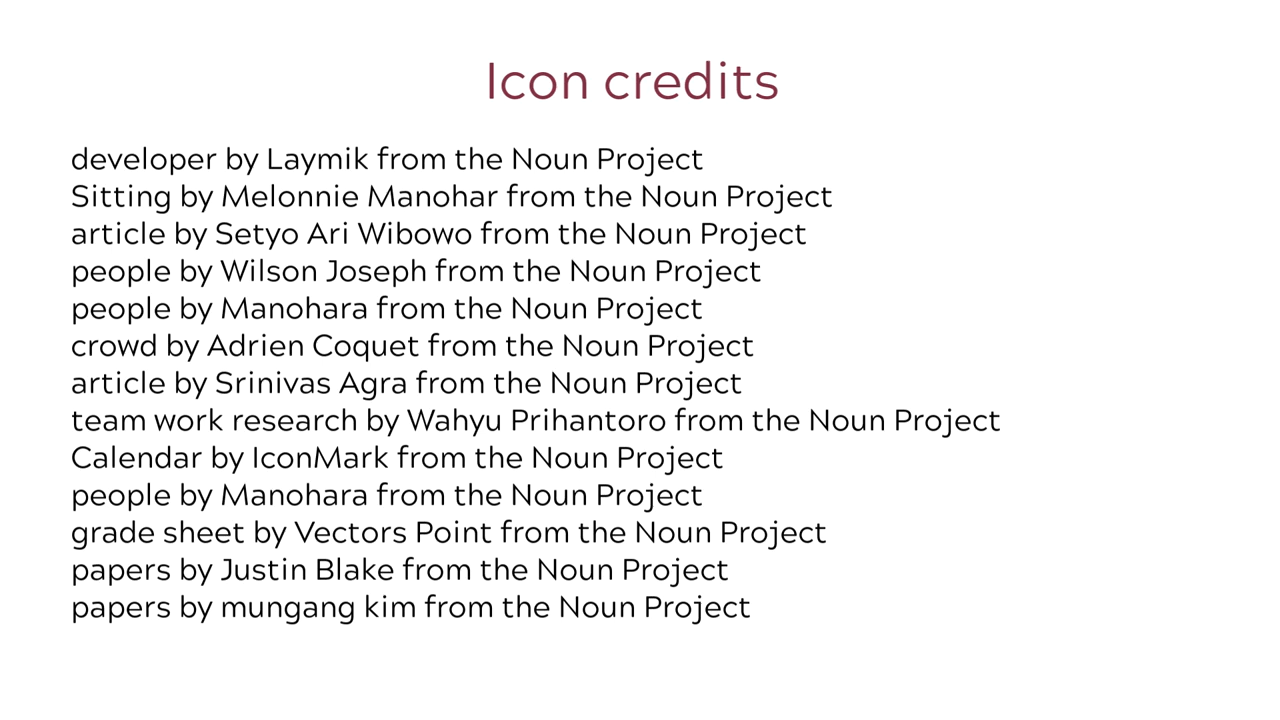 Icon credits
developer by Laymik from the Noun Project
Sitting by Melonnie Manohar from the Noun Project
article by Setyo Ari Wibowo from the Noun Project
people by Wilson Joseph from the Noun Project
people by Manohara from the Noun Project
crowd by Adrien Coquet from the Noun Project
article by Srinivas Agra from the Noun Project
team work research by Wahyu Prihantoro from the Noun Project
Calendar by IconMark from the Noun Project
people by Manohara from the Noun Project
grade sheet by Vectors Point from the Noun Project
papers by Justin Blake from the Noun Project
papers by mungang kim from the Noun Project